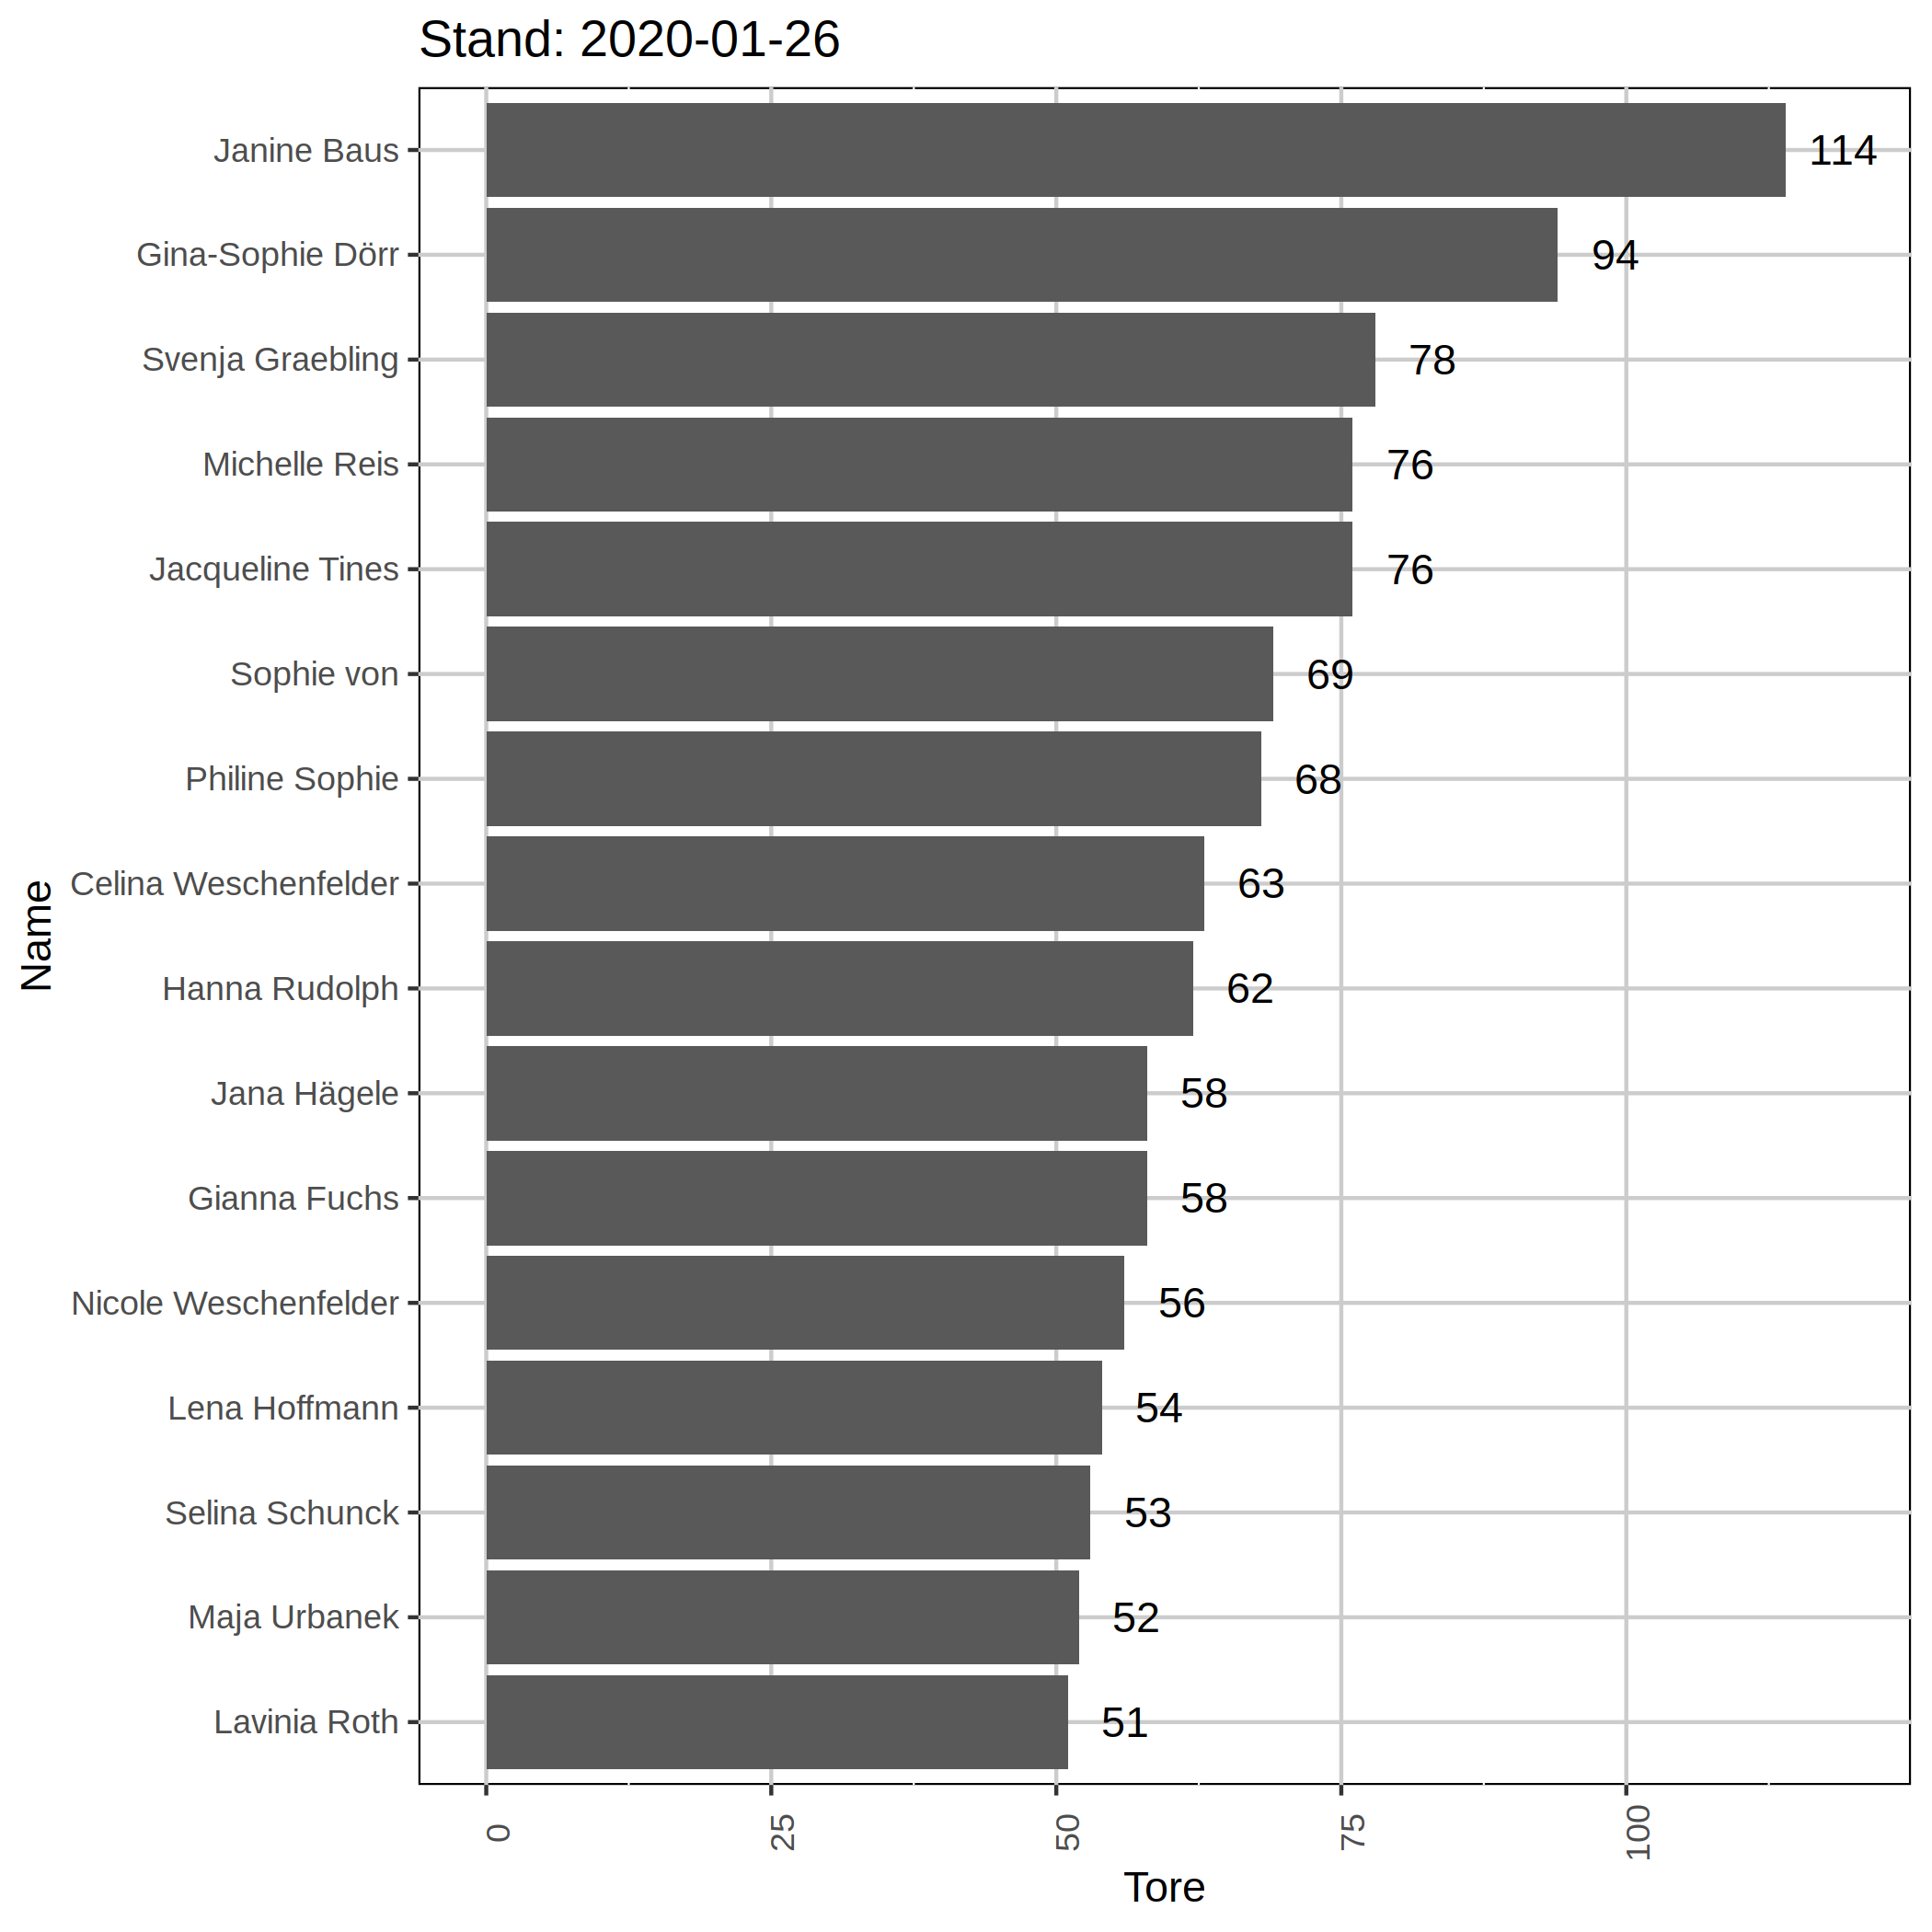 Stand: 2020-01-26
Janine Baus 114
Gina-Sophie Dörr 94
Svenja Graebling 78
Michelle Reis 76
Jacqueline Tines 76
Sophie von 69
Philine Sophie 68
Celina Weschenfelder 63
Hanna Rudolph 62
Jana Hägele 58
Gianna Fuchs 58
Nicole Weschenfelder 56
Lena Hoffmann 54
Selina Schunck 53
Maja Urbanek 52
Lavinia Roth 51
Name
0 25 50 75 100
Tore